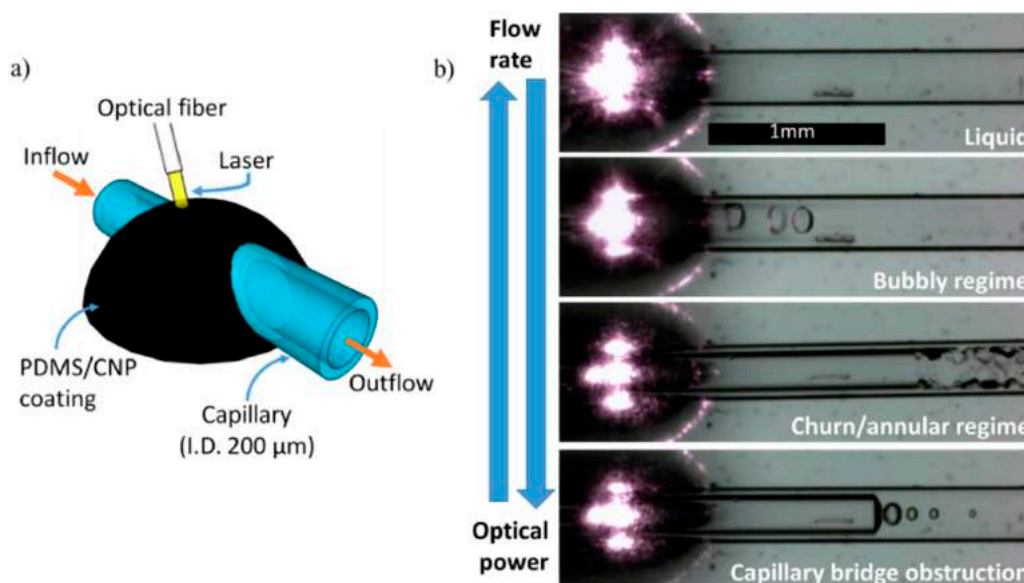 a)
Optical fiber
Inflow
Laser
PDMS/CNP
coating
Capillary
(I.D. 200 µm)
Outflow
b)
Flow
rate
Optical
power
1mm
Liquid
Bubbly regime
Churn/annular regime
Capillary bridge obstruction